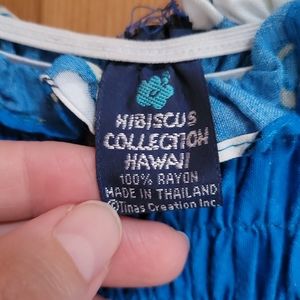 HIBISCUS
COLLECTION
HAWAII
100% RAYON
MADE IN THAILAND
©Tinas Creation Inc.